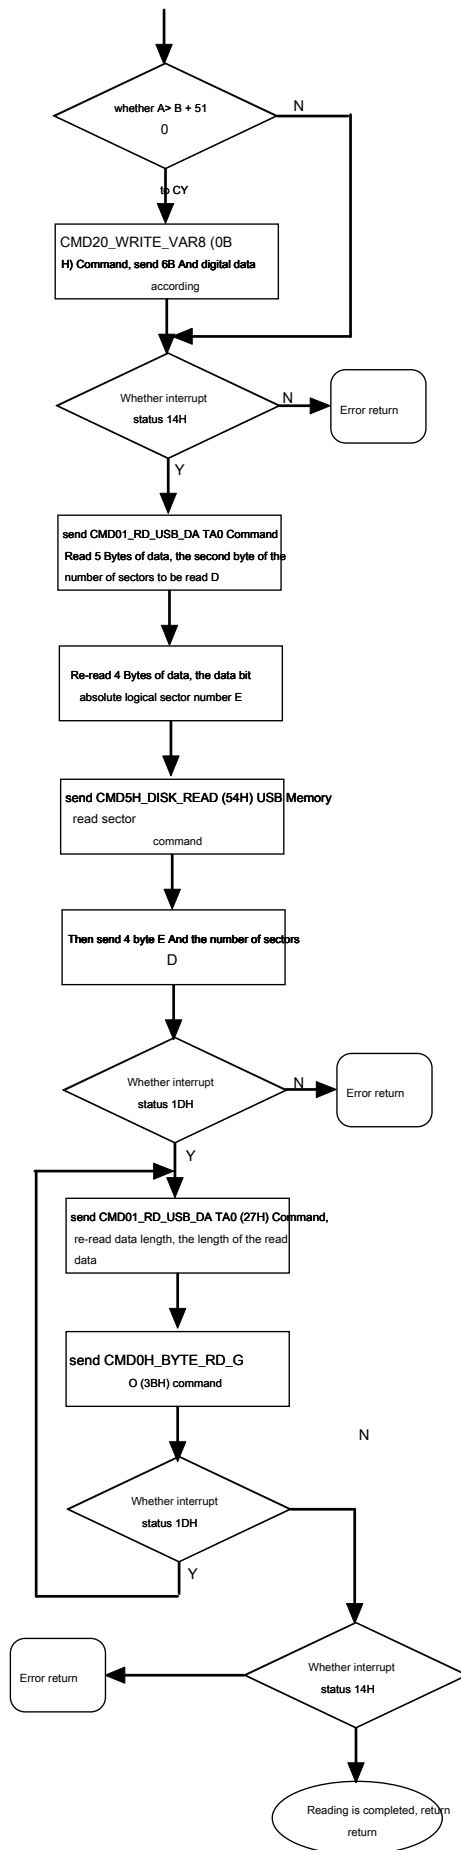 whether A> B + 51
N
0
to CY
CMD20_WRITE_VAR8 (0B
H) Command, send 6B And digital data
according
Whether interrupt
status 14H
N
Error return
Y
send CMD01_RD_USB_DA TA0 Command
Read 5 Bytes of data, the second byte of the
number of sectors to be read D
Re-read 4 Bytes of data, the data bit
absolute logical sector number E
send CMD5H_DISK_READ (54H) USB Memory
read sector
command
Then send 4 byte E And the number of sectors
D
Whether interrupt
status 1DH
N
Error return
Y
send CMD01_RD_USB_DA TA0 (27H) Command,
re-read data length, the length of the read
data
send CMD0H_BYTE_RD_G
O (3BH) command
N
Whether interrupt
status 1DH
Y
Error return
Whether interrupt
status 14H
Reading is completed, return
return